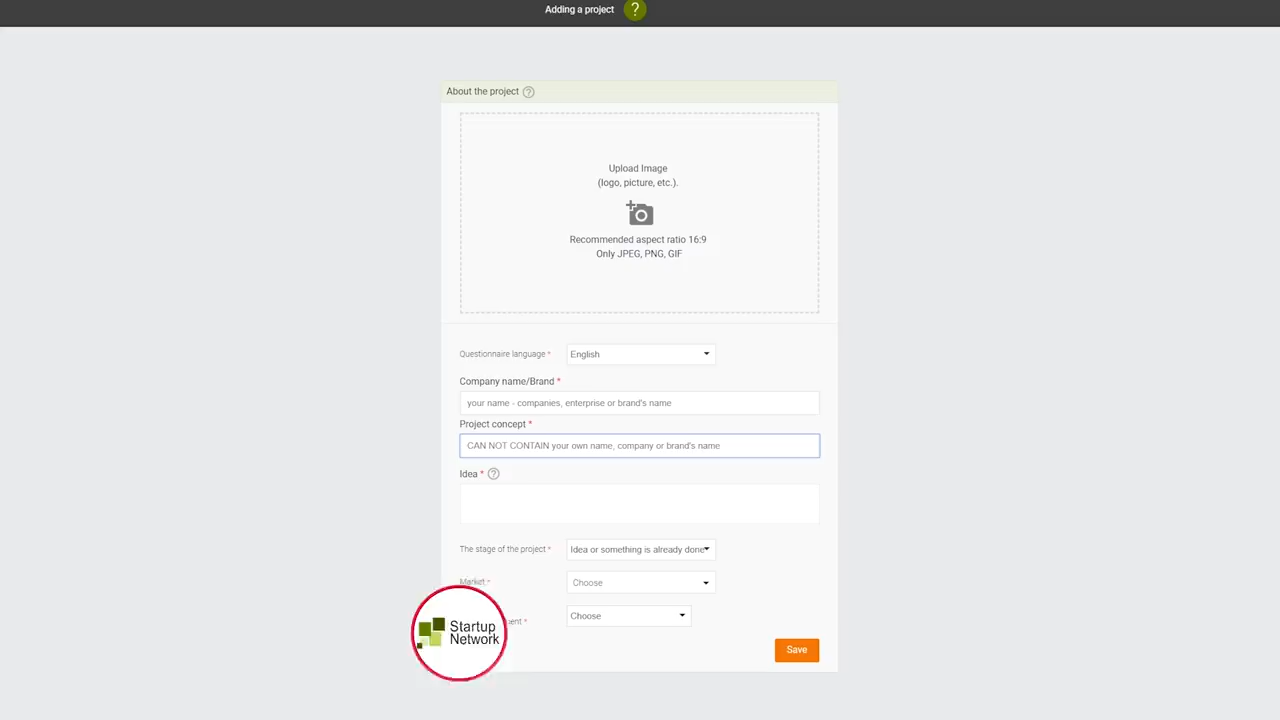 Adding a project ?
About the project ?
Upload Image
(logo, picture, etc.).
Recommended aspect ratio 16:9
Only JPEG, PNG, GIF
Questionnaire language * English
Company name/Brand *
your name - companies, enterprise or brand's name
Project concept *
CAN NOT CONTAIN your own name, company or brand's name
Idea * ?
The stage of the project * Idea or something is already done
Market * Choose
* Choose
Startup
Network
Save